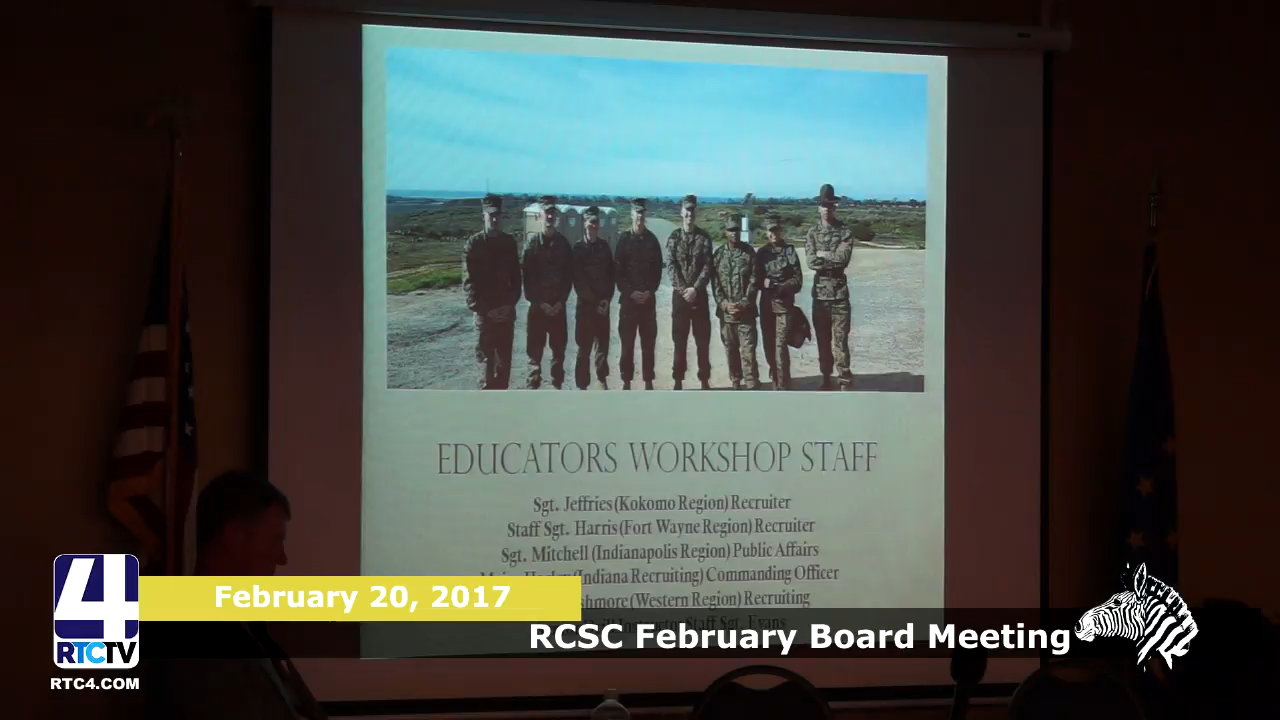 EDUCATORS WORKSHOP STAFF
Sgt. Jeffries (Kokomo Region) Recruiter
Staff Sgt. Harris (Fort Wayne Region) Recruiter
Sgt. Mitchell (Indianapolis Region) Public Affairs
(Indiana Recruiting) Commanding Officer
(Western Region) Recruiting
Staff Sgt. Evans
4
RTCTV
RTC4.COM
February 20, 2017
RCSC February Board Meeting